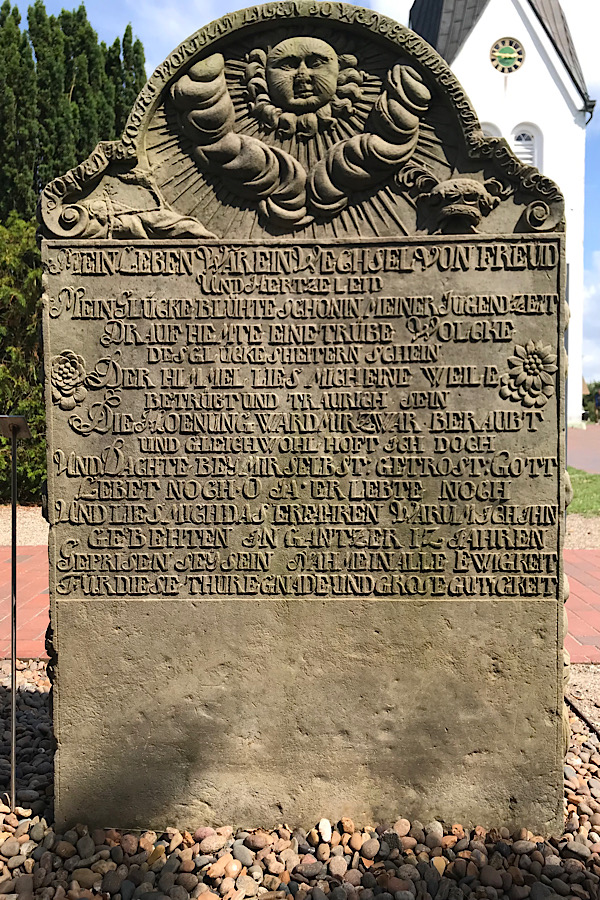 MEIN LEBEN WAR EIN WECHSEL VON FREUD
UND HERTZELEID
MEIN GLÜCKE BLÜHTE SCHON IN MEINER JUGENDZEIT
DRAUF HEMTE EINE TRÜBE WOLCKE
DES GLÜCKES HEITERN SCHEIN
DER HIMMEL LIES MICH EINE WEILE
BETRÜBT UND TRAURICH SEIN
DIE HOFNUNG WARD MIR ZWAR BERAUBT
UND GLEICHWOHL HOFT ICH DOCH
UND DACHTE BEY MIR SELBST: GETROST: GOTT
LEBET NOCH O JA ER LEBTE NOCH
UND LIES MICH DAS ERFAHREN WARUM ICH IHN
GEBEHTEN IN GANTZER 12 JAHREN
GEPRISEN SEY SEIN NAHME IN ALLE EWIGKEIT
FÜR DIESE THURE GNADE UND GROSE GUTIGKEIT